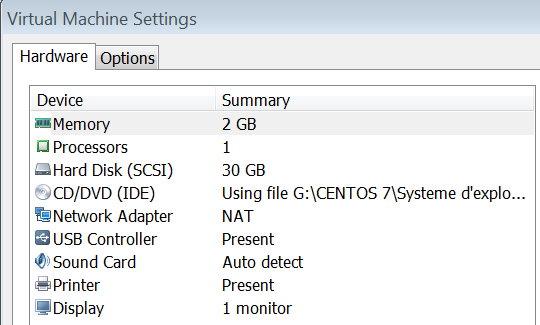 Virtual Machine Settings
Hardware Options
Device Summary
Memory 2 GB
Processors 1
Hard Disk (SCSI) 30 GB
CD/DVD (IDE) Using file G:\CENTOS 7\Systeme d'explo...
Network Adapter NAT
USB Controller Present
Sound Card Auto detect
Printer Present
Display 1 monitor